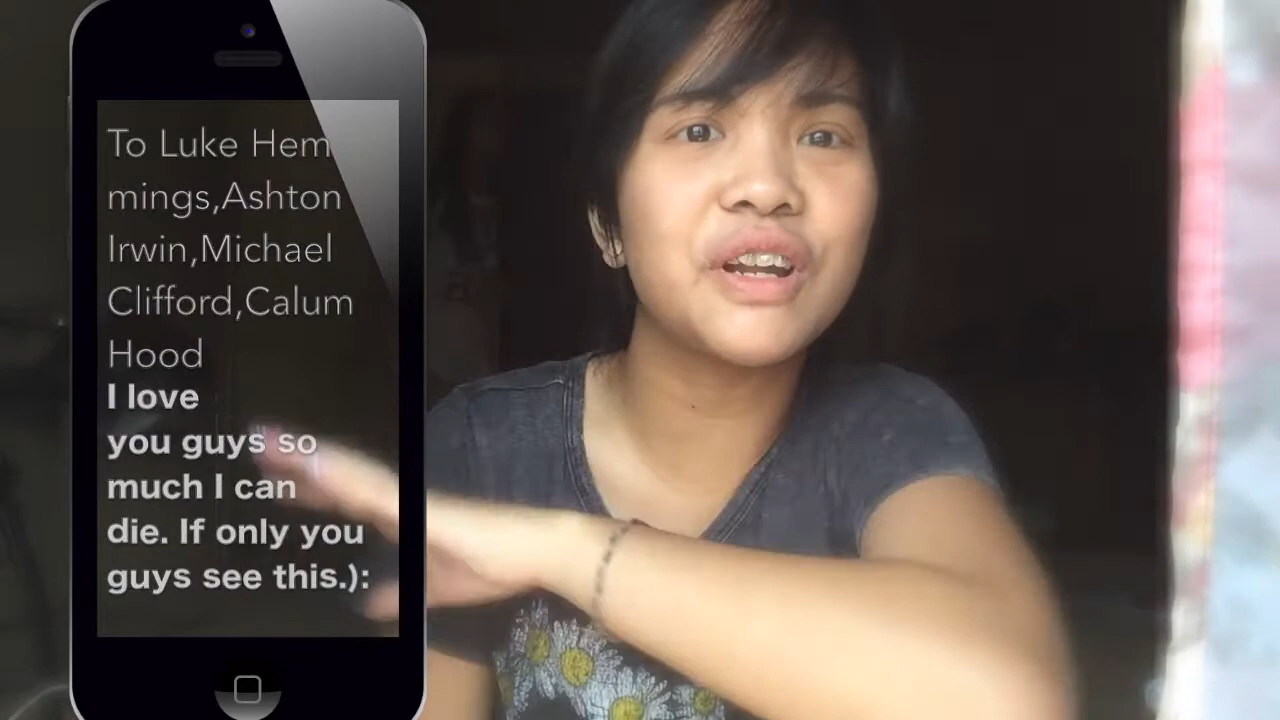 To Luke Hem
mings,Ashton
Irwin,Michael
Clifford,Calum
Hood
I love
you guys so
much I can
die. If only you
guys see this.):